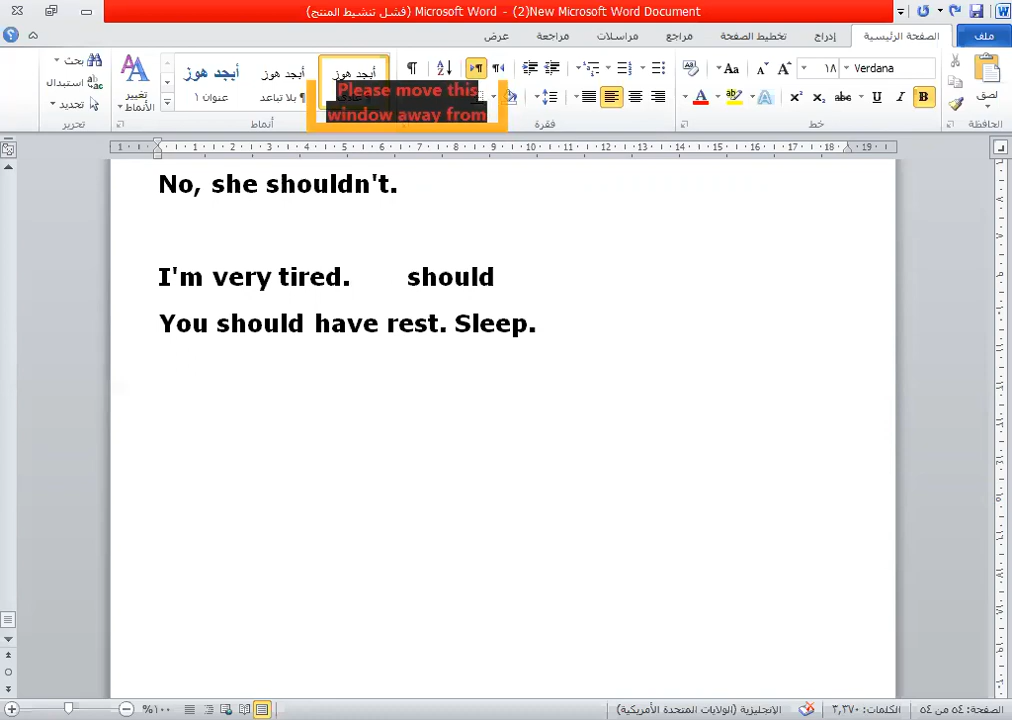 New Microsoft Word Document(2) - Microsoft Word (فشل تنشيط المنتج)
ملف
الصفحة الرئيسية
إدراج
تخطيط الصفحة
مراجع
مراسلات
مراجعة
عرض
لصق
الحافظة
Verdana
١٨
خط
فقرة
أبجد هوز
أبجد هوز
¶ بلا تباعد
أبجد هوز
عنوان ١
أنماط
تغيير
الأنماط
بحث
استبدال
تحديد
تحرير
Please move this
window away from
No, she shouldn't.
I'm very tired. should
You should have rest. Sleep.
الصفحة: ٥٤ من ٥٤
الكلمات: ٣,٣٧٠
الإنجليزية (الولايات المتحدة الأمريكية)
%١٠٠